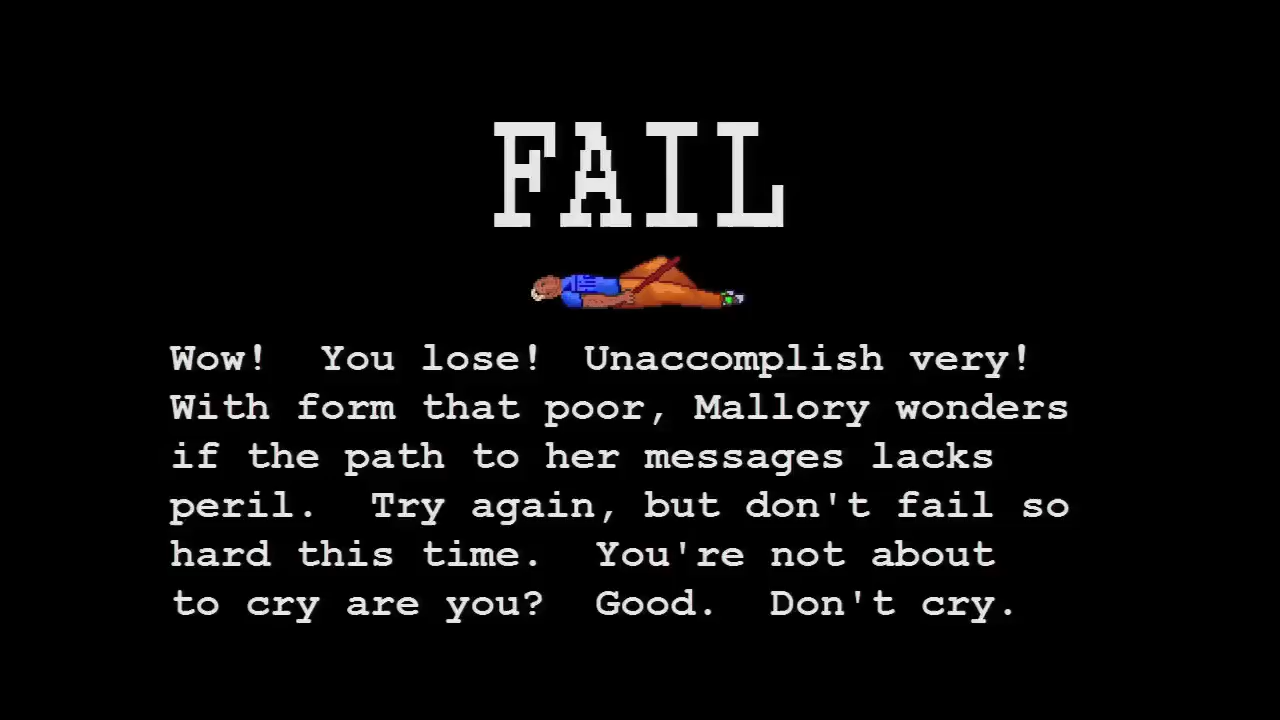 FAIL
Wow!  You lose!  Unaccomplish very!
With form that poor, Mallory wonders
if the path to her messages lacks
peril.  Try again, but don't fail so
hard this time.  You're not about
to cry are you?  Good.  Don't cry.